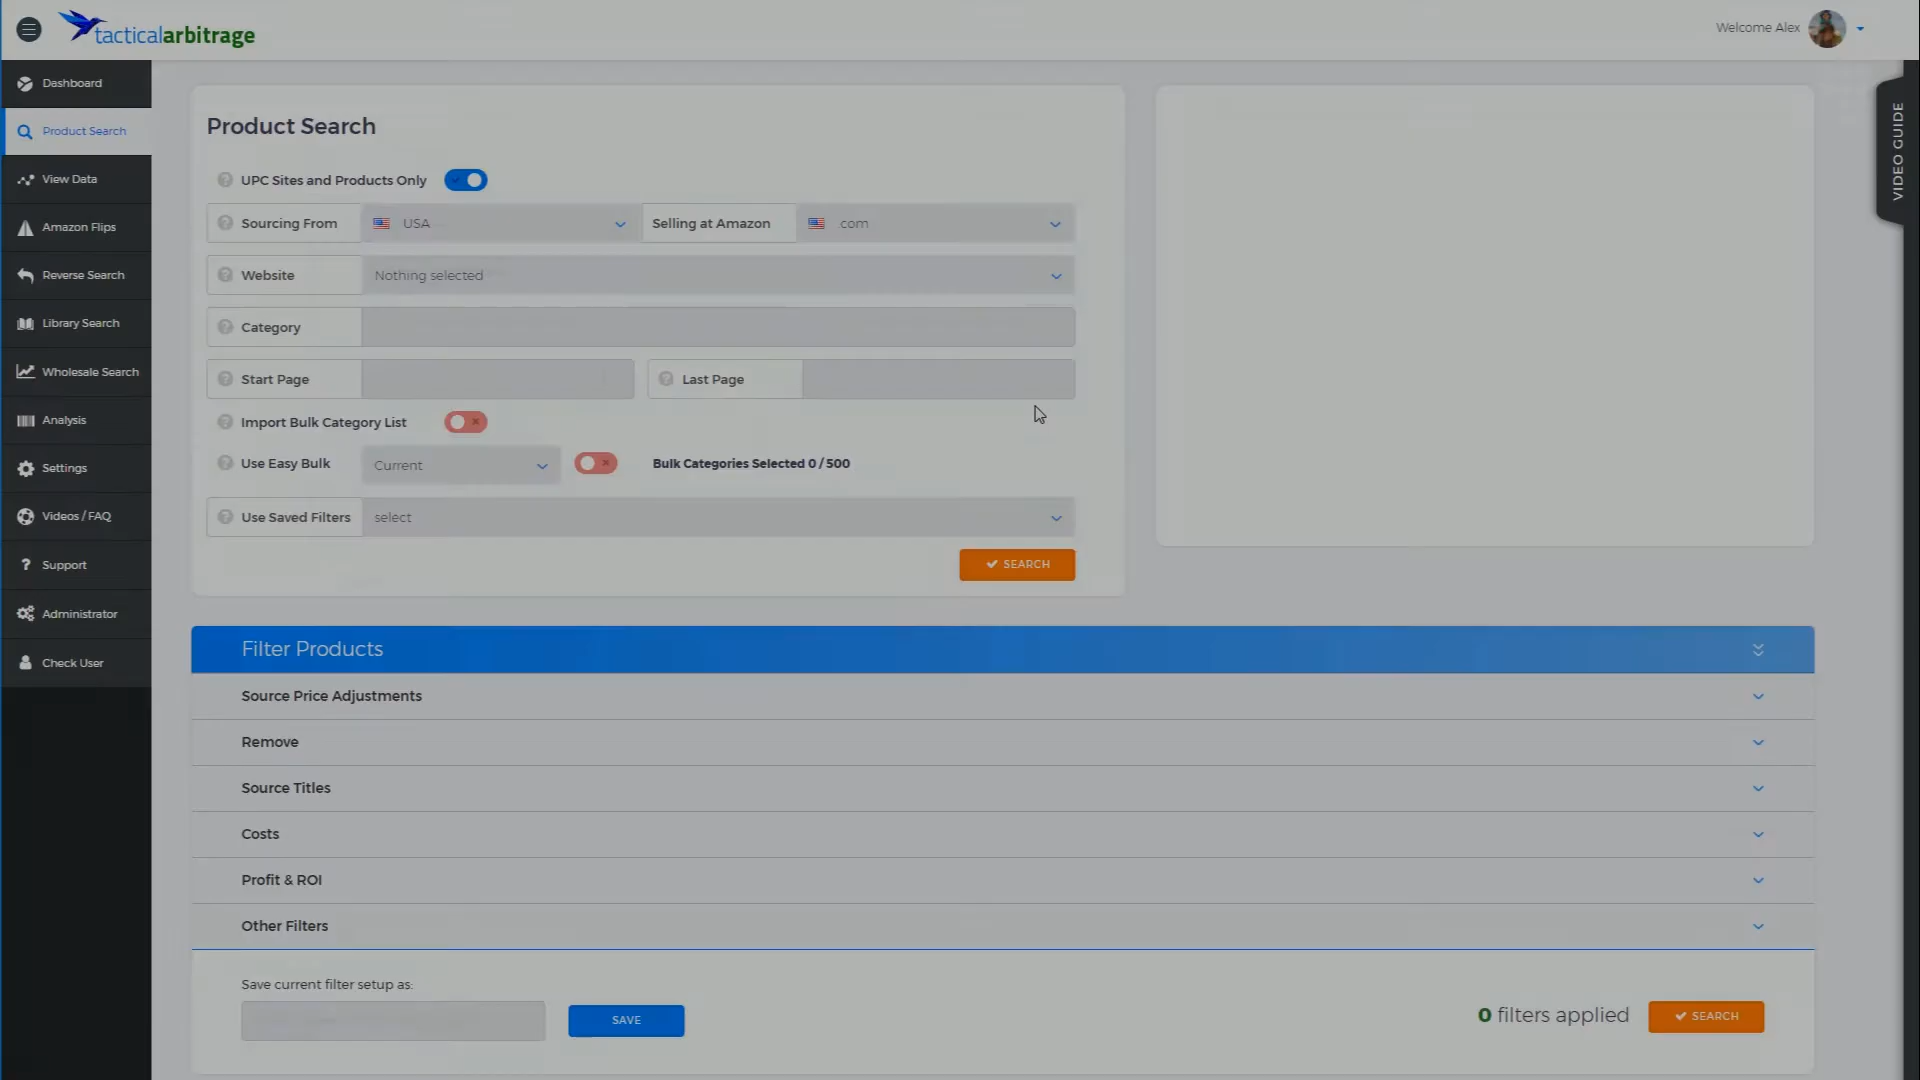 tacticalarbitrage
Welcome Alex
Dashboard
Product Search
View Data
Amazon Flips
Reverse Search
Library Search
Wholesale Search
Analysis
Settings
Videos / FAQ
Support
Administrator
Check User
Product Search
UPC Sites and Products Only
Sourcing From USA Selling at Amazon .com
Website Nothing selected
Category
Start Page Last Page
Import Bulk Category List
Use Easy Bulk Current Bulk Categories Selected 0 / 500
Use Saved Filters select
SEARCH
VIDEO GUIDE
Filter Products
Source Price Adjustments
Remove
Source Titles
Costs
Profit & ROI
Other Filters
Save current filter setup as:
SAVE
0 filters applied
SEARCH